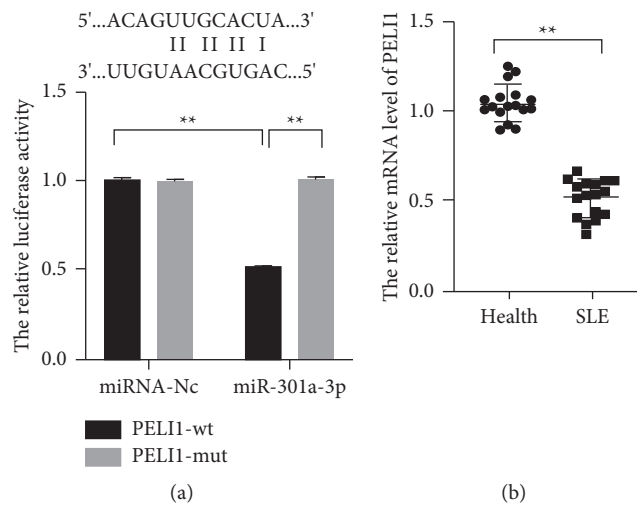 5'...ACAGUUGCACUA...3'
II II II I
3'...UUGUAACGUGAC...5'
The relative luciferase activity
1.5
1.0
0.5
0.0
**
**
miRNA-Nc
miR-301a-3p
PELI1-wt
PELI1-mut
(a)
The relative mRNA level of PELI1
1.5
1.0
0.5
0.0
**
Health
SLE
(b)